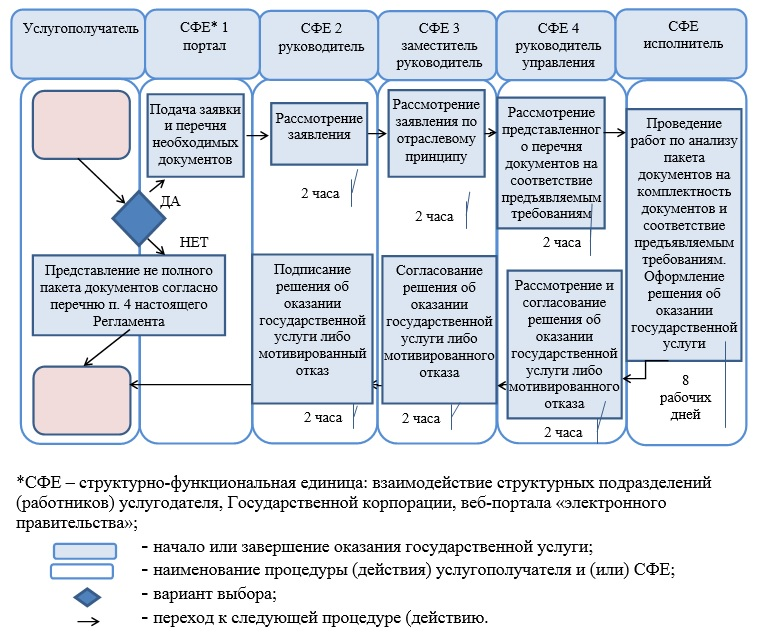 Услугополучатель
СФЕ* 1
портал
СФЕ 2
руководитель
СФЕ 3
заместитель
руководитель
СФЕ 4
руководитель
управления
СФЕ
исполнитель
Подача заявки
и перечня
необходимых
документов
Рассмотрение
заявления
2 часа
Рассмотрение
заявления по
отраслевому
принципу
2 часа
Рассмотрение
представленног
о перечня
документов на
соответствие
предъявляемым
требованиям
2 часа
Проведение
работ по анализу
пакета
документов на
комплектность
документов и
соответствие
предъявляемым
требованиям.
Оформление
решения об
оказании
государственной
услуги
8
рабочих
дней
ДА
НЕТ
Представление не полного
пакета документов согласно
перечню п. 4 настоящего
Регламента
Подписание
решения об
оказании
государственной
услуги либо
мотивированный
отказ
2 часа
Согласование
решения об
оказании
государственной
услуги либо
мотивированного
отказа
2 часа
Рассмотрение и
согласование
решения об
оказании
государственной
услуги либо
мотивированного
отказа
2 часа
*СФЕ – структурно-функциональная единица: взаимодействие структурных подразделений
(работников) услугодателя, Государственной корпорации, веб-портала «электронного
правительства»;
- начало или завершение оказания государственной услуги;
- наименование процедуры (действия) услугополучателя и (или) СФЕ;
- вариант выбора;
- переход к следующей процедуре (действию.